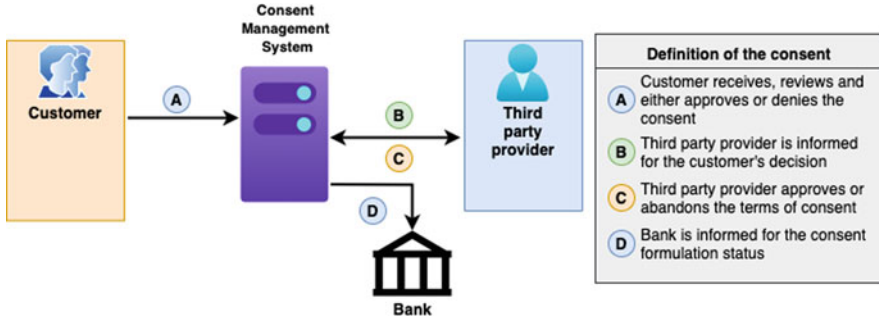 Consent
Management
System
Customer
A
B
C
D
Third
party
provider
Bank
Definition of the consent
A Customer receives, reviews and
either approves or denies the
consent
B Third party provider is informed
for the customer's decision
C Third party provider approves or
abandons the terms of consent
D Bank is informed for the consent
formulation status